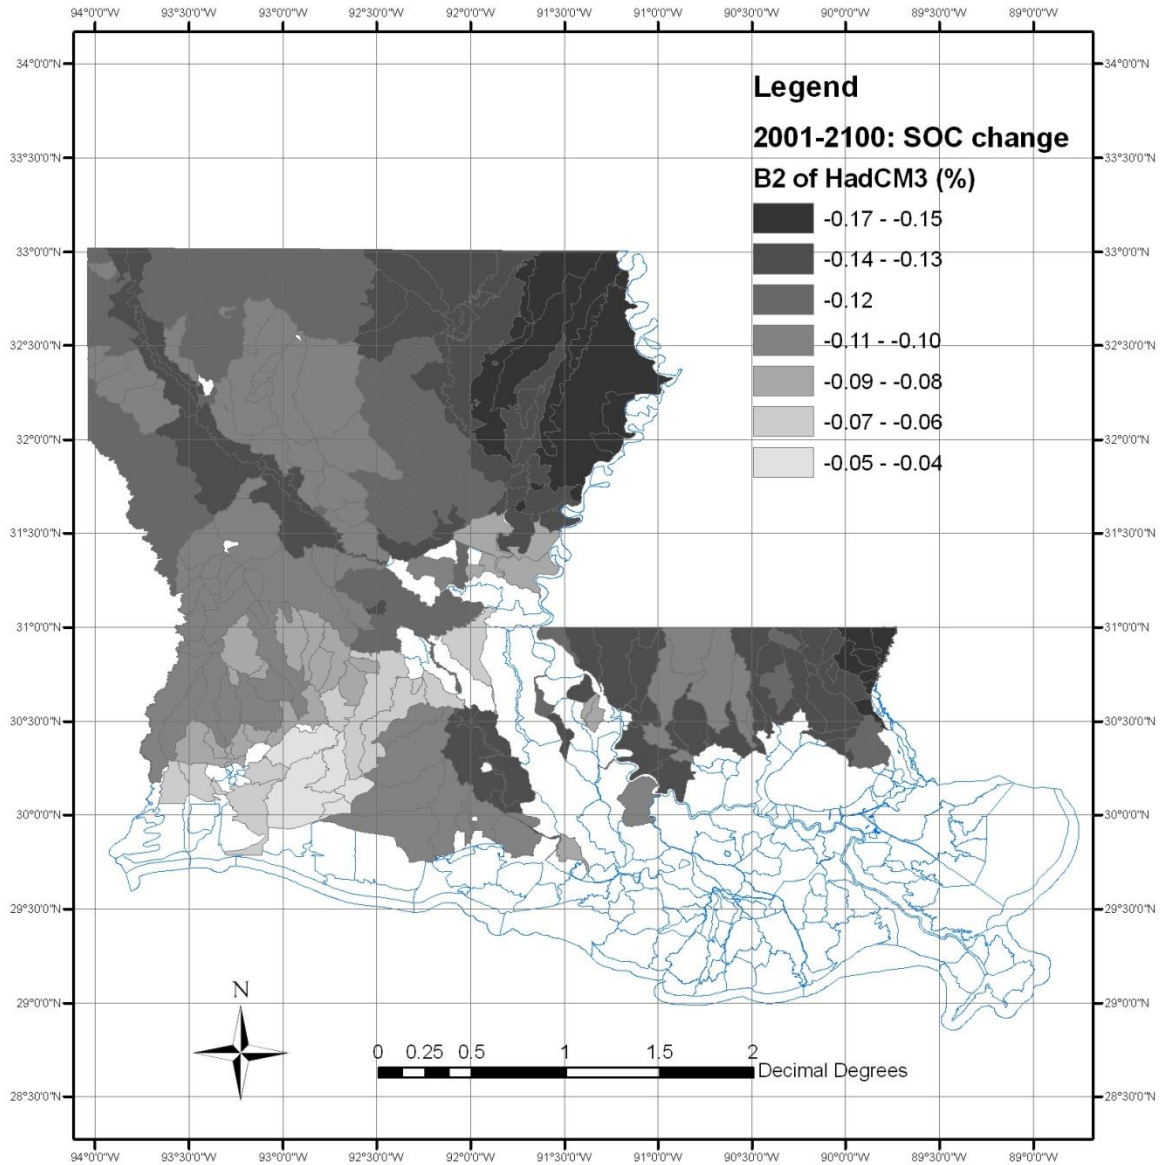 94°0'0"W 93°30'0"W 93°0'0"W 92°30'0"W 92°0'0"W 91°30'0"W 91°0'0"W 90°30'0"W 90°0'0"W 89°30'0"W 89°0'0"W
34°0'0"N 34°0'0"N
Legend
2001-2100: SOC change
33°30'0"N 33°30'0"N
B2 of HadCM3 (%)
-0.17 - -0.15
33°0'0"N 33°0'0"N
-0.14 - -0.13
-0.12
32°30'0"N 32°30'0"N
-0.11 - -0.10
-0.09 - -0.08
-0.07 - -0.06
32°0'0"N 32°0'0"N
-0.05 - -0.04
31°30'0"N 31°30'0"N
31°0'0"N 31°0'0"N
30°30'0"N 30°30'0"N
30°0'0"N 30°0'0"N
29°30'0"N 29°30'0"N
29°0'0"N 29°0'0"N
N
0 0.25 0.5 1 1.5 2
Decimal Degrees
28°30'0"N 28°30'0"N
94°0'0"W 93°30'0"W 93°0'0"W 92°30'0"W 92°0'0"W 91°30'0"W 91°0'0"W 90°30'0"W 90°0'0"W 89°30'0"W 89°0'0"W